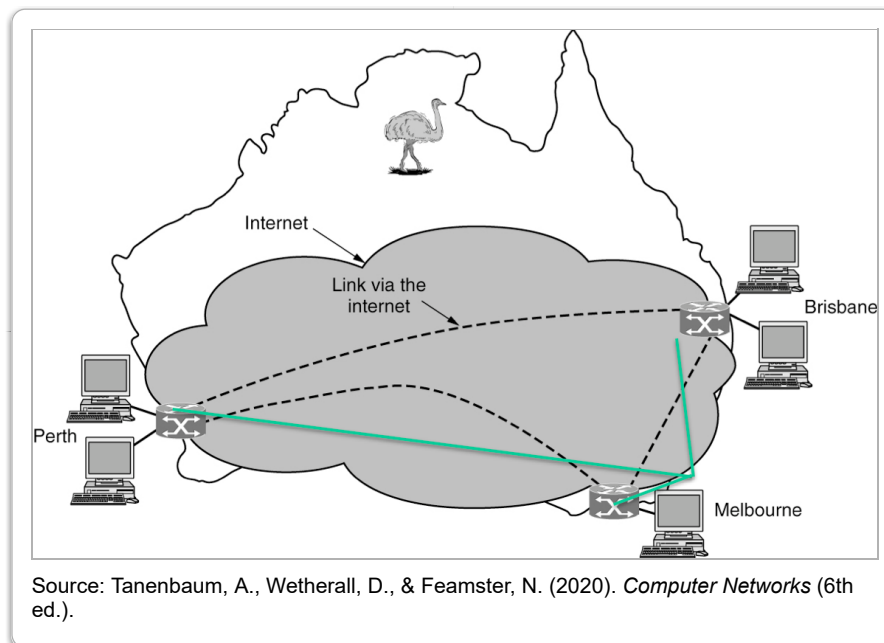 Internet
Link via the
internet
Brisbane
Perth
Melbourne
Source: Tanenbaum, A., Wetherall, D., & Feamster, N. (2020). Computer Networks (6th
ed.).